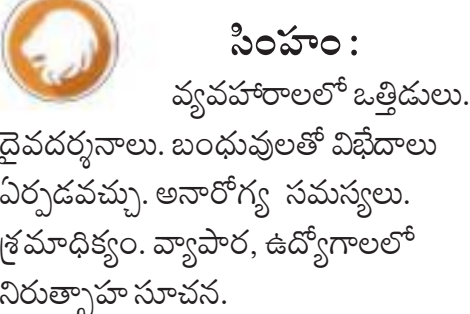 సింహం :
వ్యవహారాలలో ఒత్తిడులు.
దైవదర్శనాలు. బంధువులతో విభేదాలు
ఏర్పడవచ్చు. అనారోగ్య సమస్యలు.
శ్రమాధిక్యం. వ్యాపార, ఉద్యోగాలలో
నిరుత్సాహ సూచన.